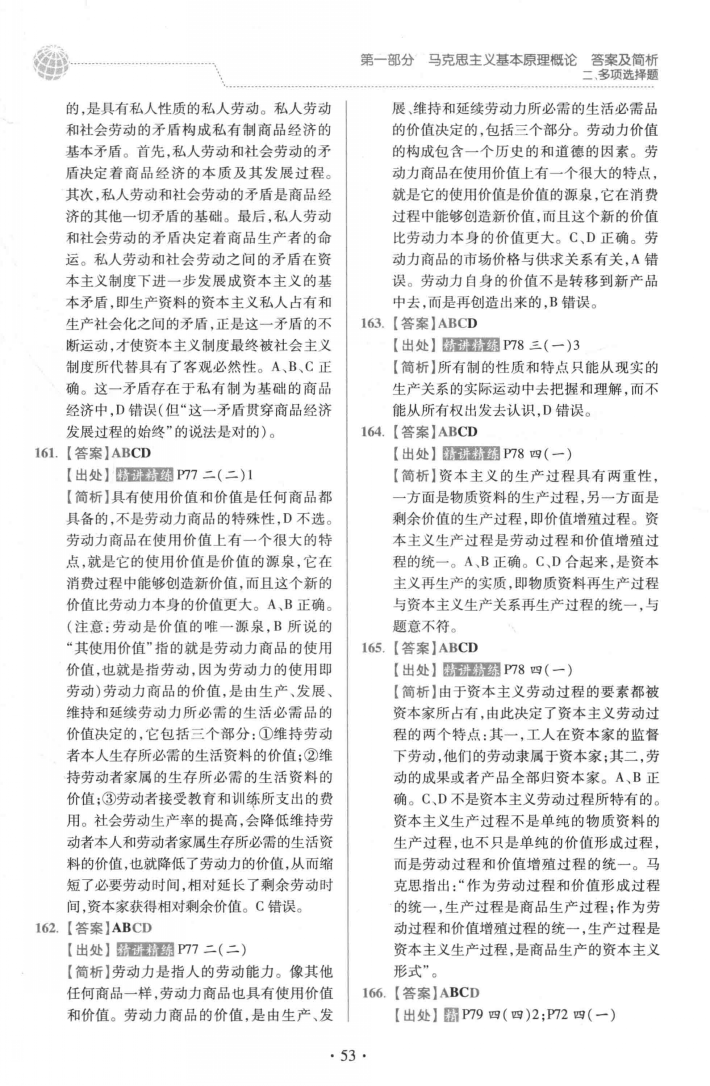 第一部分　马克思主义基本原理概论　答案及简析
二、多项选择题
的,是具有私人性质的私人劳动。私人劳动
和社会劳动的矛盾构成私有制商品经济的
基本矛盾。首先,私人劳动和社会劳动的矛
盾决定着商品经济的本质及其发展过程。
其次,私人劳动和社会劳动的矛盾是商品经
济的其他一切矛盾的基础。最后,私人劳动
和社会劳动的矛盾决定着商品生产者的命
运。私人劳动和社会劳动之间的矛盾在资
本主义制度下进一步发展成资本主义的基
本矛盾,即生产资料的资本主义私人占有和
生产社会化之间的矛盾,正是这一矛盾的不
断运动,才使资本主义制度最终被社会主义
制度所代替具有了客观必然性。A、B、C 正
确。这一矛盾存在于私有制为基础的商品
经济中,D 错误(但“这一矛盾贯穿商品经济
发展过程的始终”的说法是对的)。
161.【答案】ABCD
【出处】精讲精练 P77 二(二)1
【简析】具有使用价值和价值是任何商品都
具备的,不是劳动力商品的特殊性,D 不选。
劳动力商品在使用价值上有一个很大的特
点,就是它的使用价值是价值的源泉,它在
消费过程中能够创造新价值,而且这个新的
价值比劳动力本身的价值更大。A、B 正确。
(注意:劳动是价值的唯一源泉,B 所说的
“其使用价值”指的就是劳动力商品的使用
价值,也就是指劳动,因为劳动力的使用即
劳动)劳动力商品的价值,是由生产、发展、
维持和延续劳动力所必需的生活必需品的
价值决定的,它包括三个部分:①维持劳动
者本人生存所必需的生活资料的价值;②维
持劳动者家属的生存所必需的生活资料的
价值;③劳动者接受教育和训练所支出的费
用。社会劳动生产率的提高,会降低维持劳
动者本人和劳动者家属生存所必需的生活资
料的价值,也就降低了劳动力的价值,从而缩
短了必要劳动时间,相对延长了剩余劳动时
间,资本家获得相对剩余价值。C 错误。
162.【答案】ABCD
【出处】精讲精练 P77 二(二)
【简析】劳动力是指人的劳动能力。像其他
任何商品一样,劳动力商品也具有使用价值
和价值。劳动力商品的价值,是由生产、发
展、维持和延续劳动力所必需的生活必需品
的价值决定的,包括三个部分。劳动力价值
的构成包含一个历史的和道德的因素。劳
动力商品在使用价值上有一个很大的特点,
就是它的使用价值是价值的源泉,它在消费
过程中能够创造新价值,而且这个新的价值
比劳动力本身的价值更大。C、D 正确。劳
动力商品的市场价格与供求关系有关,A 错
误。劳动力自身的价值不是转移到新产品
中去,而是再创造出来的,B 错误。
163.【答案】ABCD
【出处】精讲精练 P78 三(一)3
【简析】所有制的性质和特点只能从现实的
生产关系的实际运动中去把握和理解,而不
能从所有权出发去认识,D 错误。
164.【答案】ABCD
【出处】精讲精练 P78 四(一)
【简析】资本主义的生产过程具有两重性,
一方面是物质资料的生产过程,另一方面是
剩余价值的生产过程,即价值增殖过程。资
本主义生产过程是劳动过程和价值增殖过
程的统一。A、B 正确。C、D 合起来,是资本
主义再生产的实质,即物质资料再生产过程
与资本主义生产关系再生产过程的统一,与
题意不符。
165.【答案】ABCD
【出处】精讲精练 P78 四(一)
【简析】由于资本主义劳动过程的要素都被
资本家所占有,由此决定了资本主义劳动过
程的两个特点:其一,工人在资本家的监督
下劳动,他们的劳动隶属于资本家;其二,劳
动的成果或者产品全部归资本家。A、B 正
确。C、D 不是资本主义劳动过程所特有的。
资本主义生产过程不是单纯的物质资料的
生产过程,也不只是单纯的价值形成过程,
而是劳动过程和价值增殖过程的统一。马
克思指出:“作为劳动过程和价值形成过程
的统一,生产过程是商品生产过程;作为劳
动过程和价值增殖过程的统一,生产过程是
资本主义生产过程,是商品生产的资本主义
形式”。
166.【答案】ABCD
【出处】精 P79 四(四)2;P72 四(一)
· 53 ·